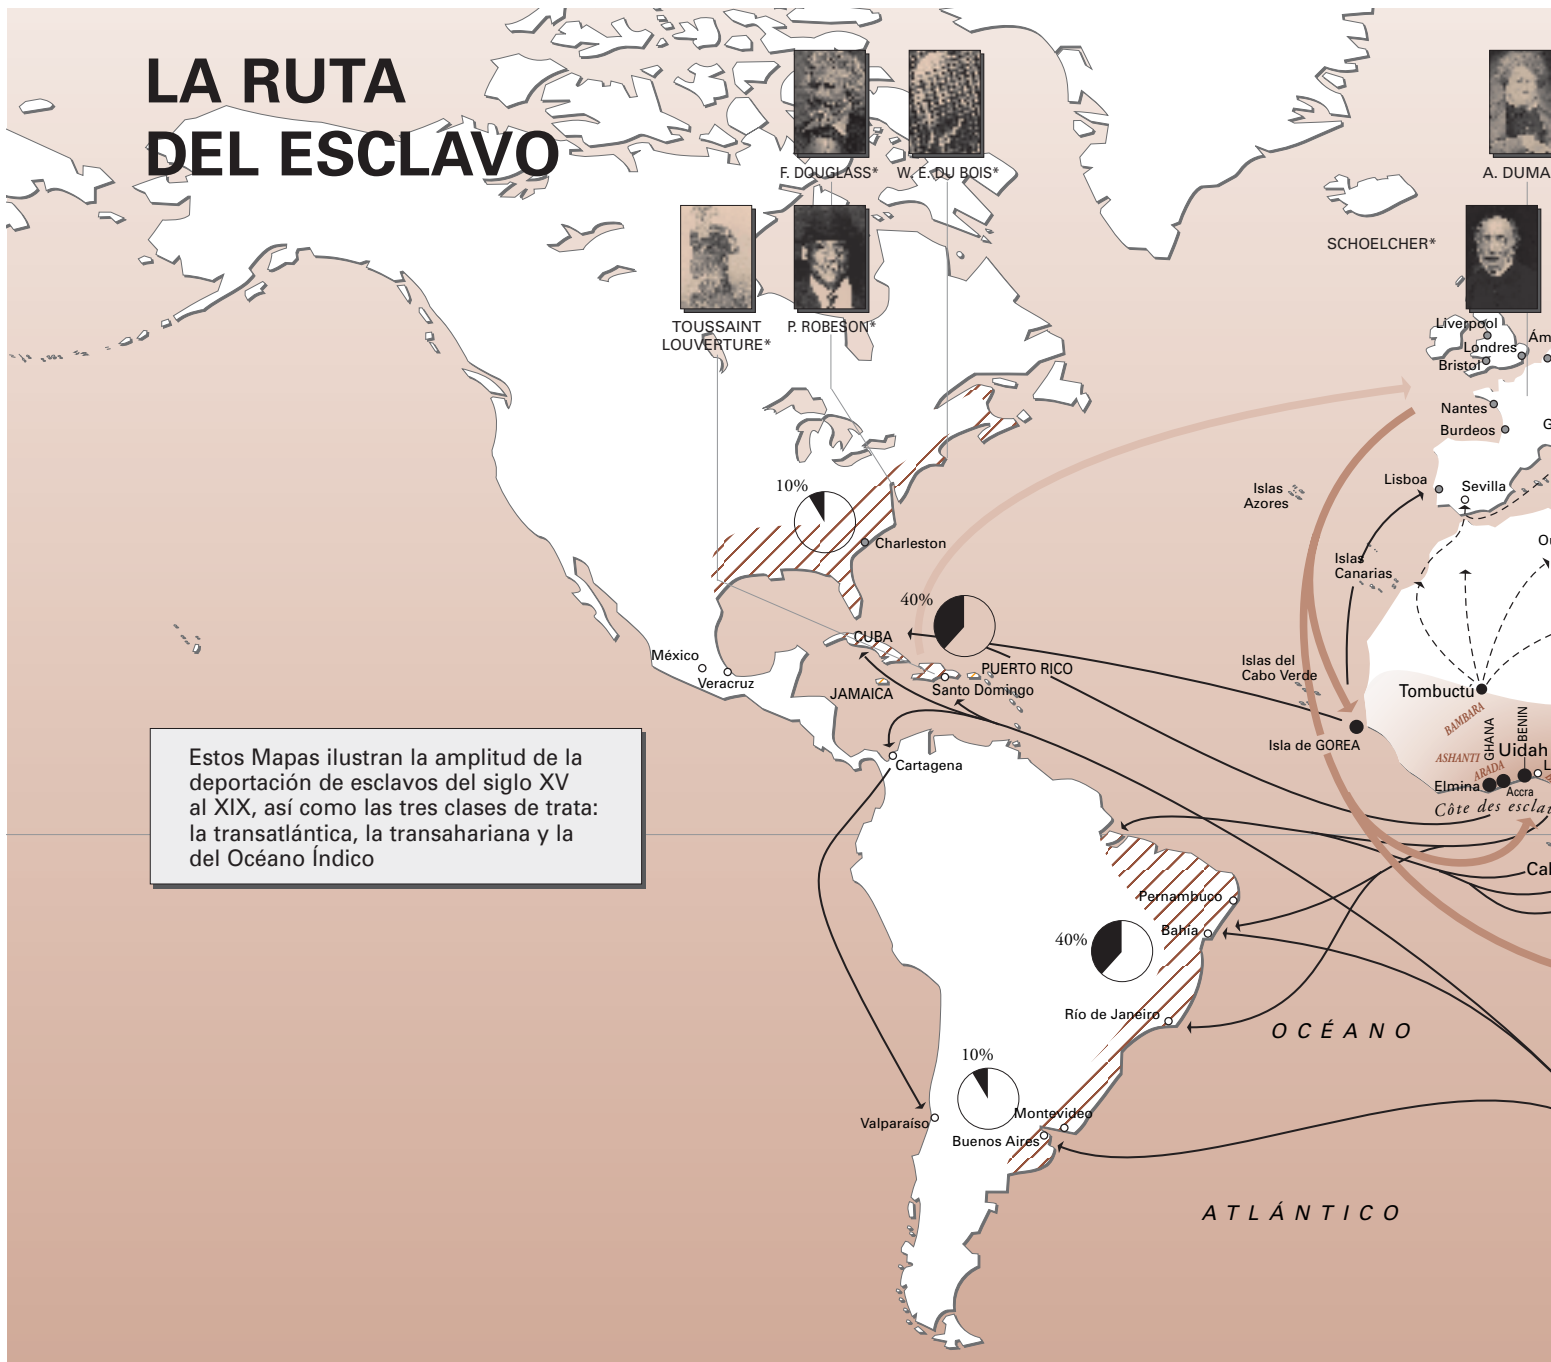 LA RUTA
DEL ESCLAVO
F. DOUGLASS*
W. E. DU BOIS*
A. DUMA
SCHOELCHER*
TOUSSAINT
LOUVERTURE*
P. ROBESON*
Liverpool
Londres
Bristol
Ám
Nantes
Burdeos
G
Lisboa
Sevilla
Islas
Azores
10%
Charleston
Islas
Canarias
Ou
40%
CUBA
PUERTO RICO
México
Veracruz
JAMAICA
Santo Domingo
Islas del
Cabo Verde
Tombuctú
BAMBARA
GHANA
BENIN
Isla de GOREA
ASHANTI
ARADA
Uidah
L
Elmina
Accra
Côte des esclav
Cartagena
Estos Mapas ilustran la amplitud de la
deportación de esclavos del siglo XV
al XIX, así como las tres clases de trata:
la transatlántica, la transahariana y la
del Océano Índico
Cal
Pernambuco
Bahía
40%
Río de Janeiro
OCÉANO
10%
Valparaíso
Montevideo
Buenos Aires
ATLÁNTICO